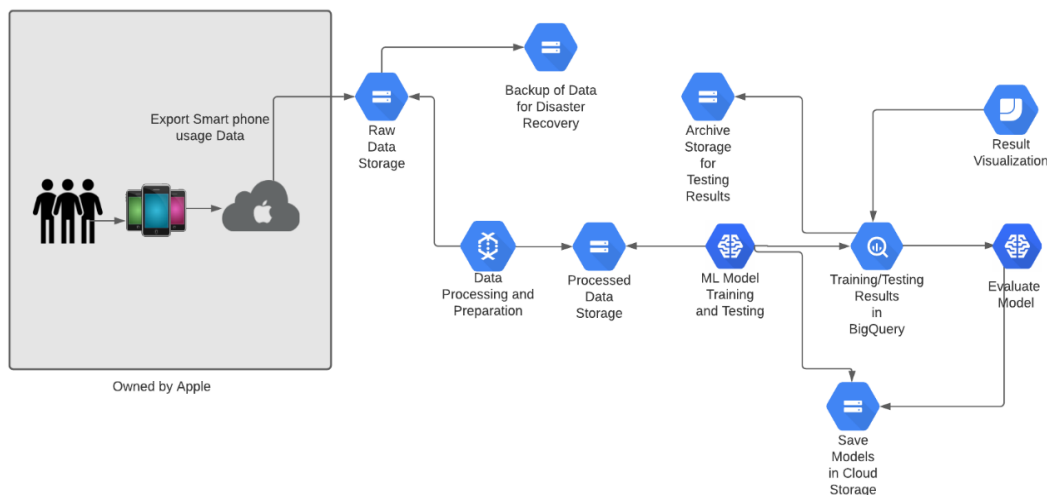 Export Smart phone
usage Data
Owned by Apple
Raw
Data
Storage
Backup of Data
for Disaster
Recovery
Data
Processing and
Preparation
Processed
Data
Storage
Archive
Storage
for
Testing
Results
ML Model
Training
and Testing
Training/Testing
Results
in
BigQuery
Result
Visualization
Evaluate
Model
Save
Models
in Cloud
Storage